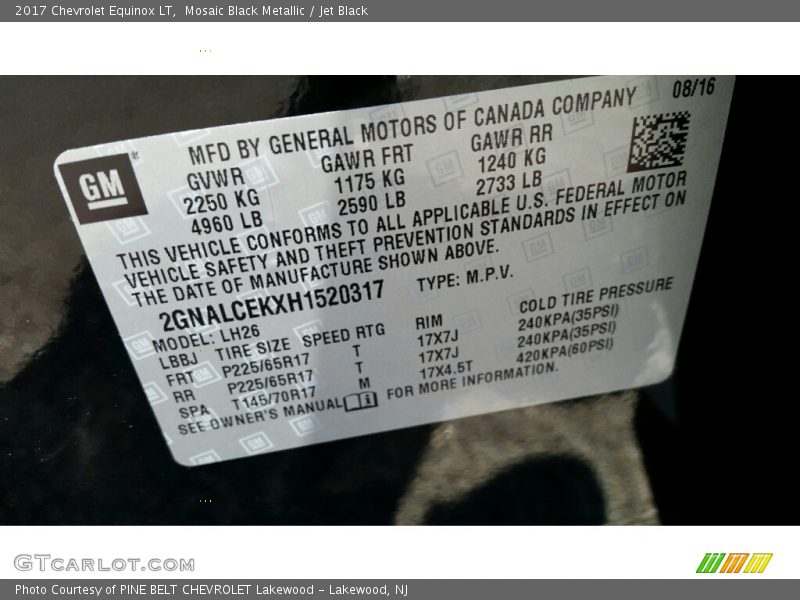 2017 Chevrolet Equinox LT,  Mosaic Black Metallic / Jet Black
GM
MFD BY GENERAL MOTORS OF CANADA COMPANY 08/16
GVWR GAWR FRT GAWR RR
2250 KG 1175 KG 1240 KG
4960 LB 2590 LB 2733 LB
THIS VEHICLE CONFORMS TO ALL APPLICABLE U.S. FEDERAL MOTOR
VEHICLE SAFETY AND THEFT PREVENTION STANDARDS IN EFFECT ON
THE DATE OF MANUFACTURE SHOWN ABOVE.
2GNALCEKXH1520317 TYPE: M.P.V.
MODEL: LH26
LBBJ TIRE SIZE SPEED RTG RIM COLD TIRE PRESSURE
FRT P225/65R17 T 17X7J 240KPA(35PSI)
RR P225/65R17 T 17X7J 240KPA(35PSI)
SPA T145/70R17 M 17X4.5T 420KPA(60PSI)
SEE OWNER'S MANUAL FOR MORE INFORMATION.
GTCARLOT.COM
Photo Courtesy of PINE BELT CHEVROLET Lakewood - Lakewood, NJ